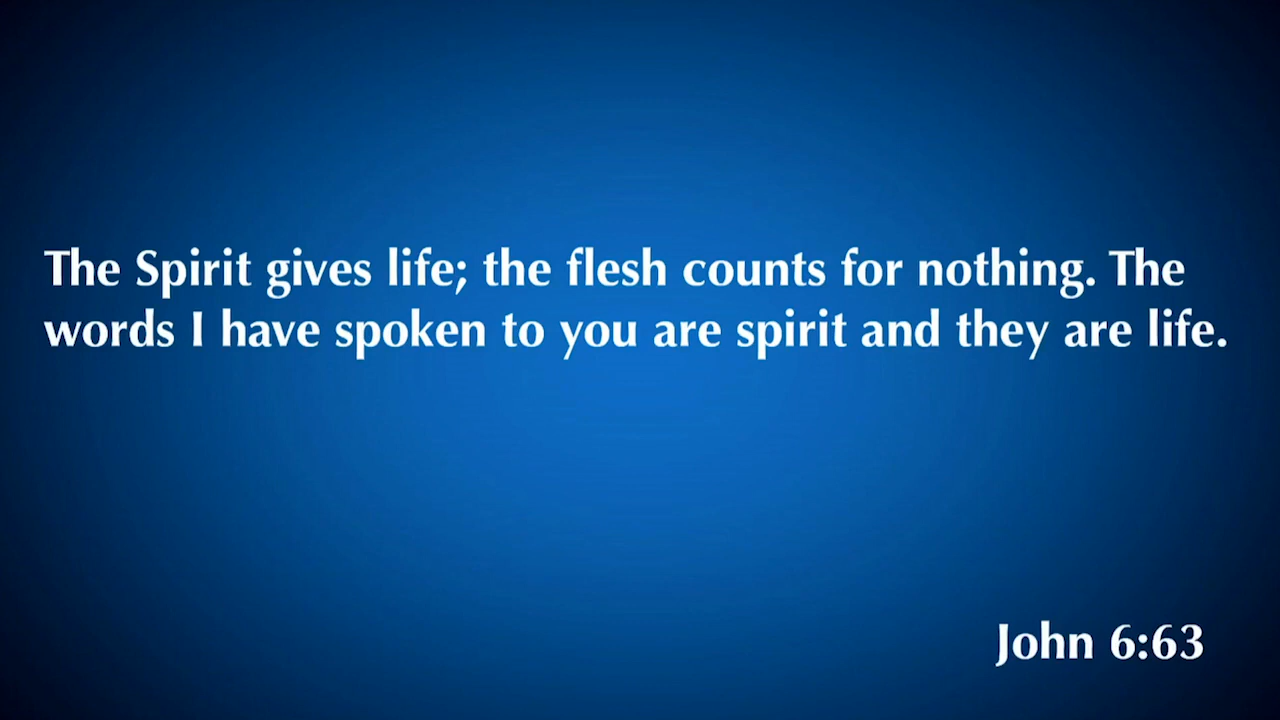 The Spirit gives life; the flesh counts for nothing. The
words I have spoken to you are spirit and they are life.
John 6:63